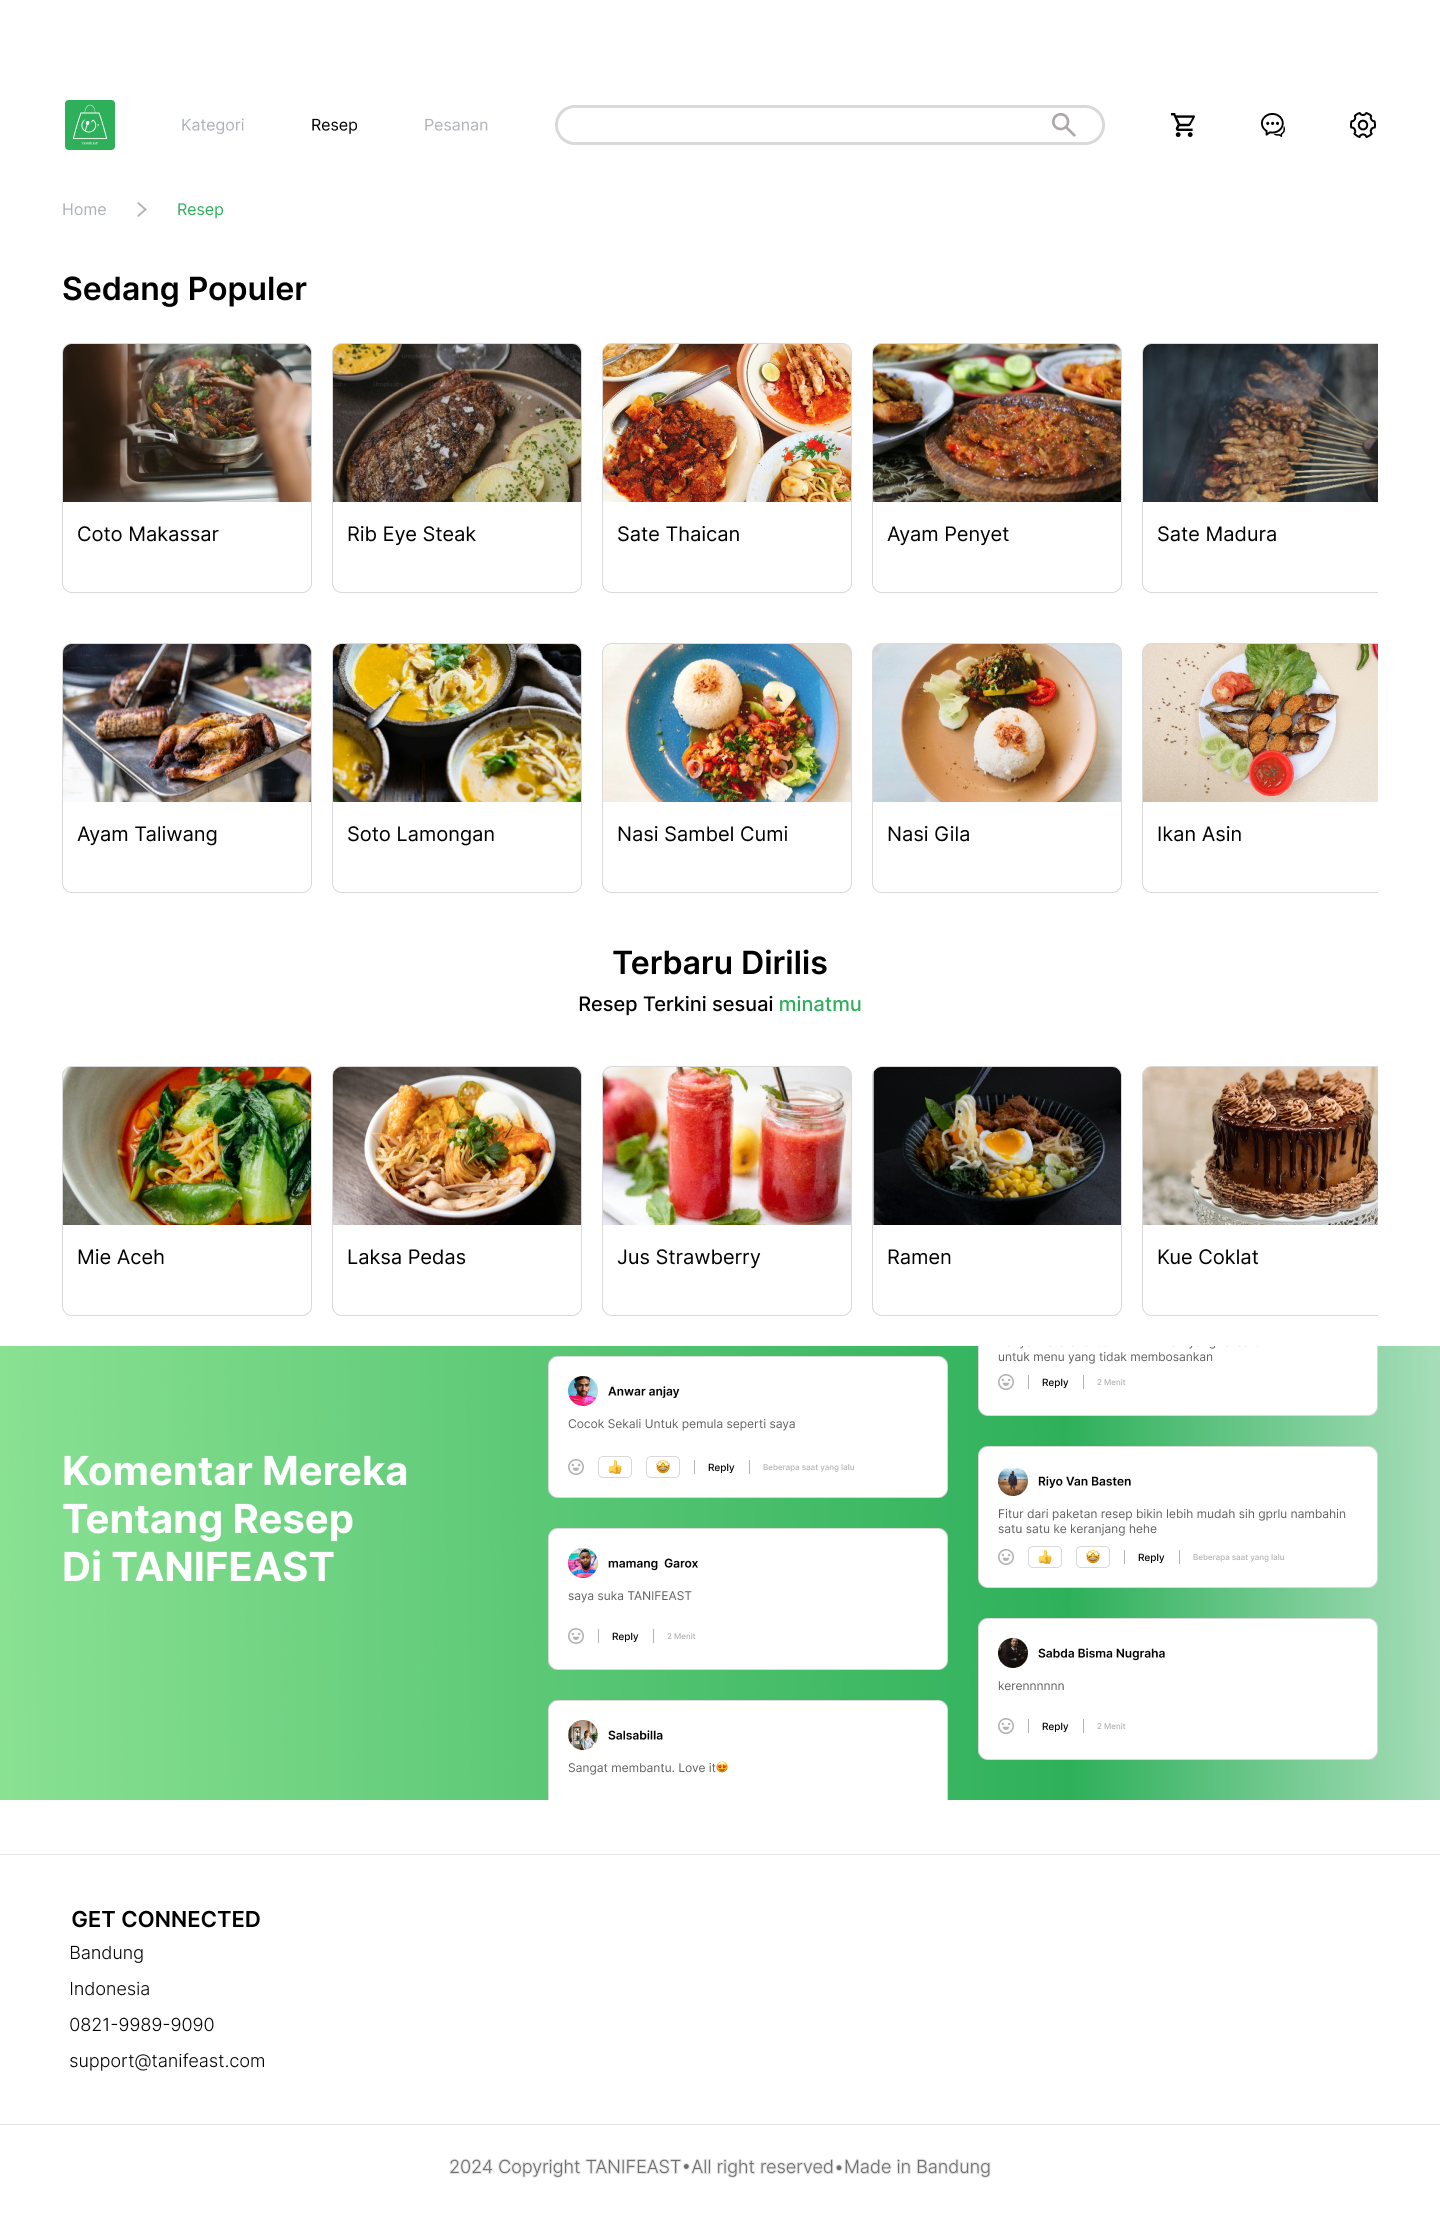 TANIFEAST
Kategori
Resep
Pesanan
Home
Resep
Sedang Populer
Coto Makassar
Rib Eye Steak
Sate Thaican
Ayam Penyet
Sate Madura
Ayam Taliwang
Soto Lamongan
Nasi Sambel Cumi
Nasi Gila
Ikan Asin
Terbaru Dirilis
Resep Terkini sesuai minatmu
Mie Aceh
Laksa Pedas
Jus Strawberry
Ramen
Kue Coklat
Komentar Mereka
Tentang Resep
Di TANIFEAST
Anwar anjay
Cocok Sekali Untuk pemula seperti saya
Reply
Beberapa saat yang lalu
mamang Garox
saya suka TANIFEAST
Reply
2 Menit
Salsabilla
Sangat membantu. Love it😍
untuk menu yang tidak membosankan
Reply
2 Menit
Riyo Van Basten
Fitur dari paketan resep bikin lebih mudah sih gprlu nambahin
satu satu ke keranjang hehe
Reply
Beberapa saat yang lalu
Sabda Bisma Nugraha
kerennnnnn
Reply
2 Menit
GET CONNECTED
Bandung
Indonesia
0821-9989-9090
support@tanifeast.com
2024 Copyright TANIFEAST•All right reserved•Made in Bandung